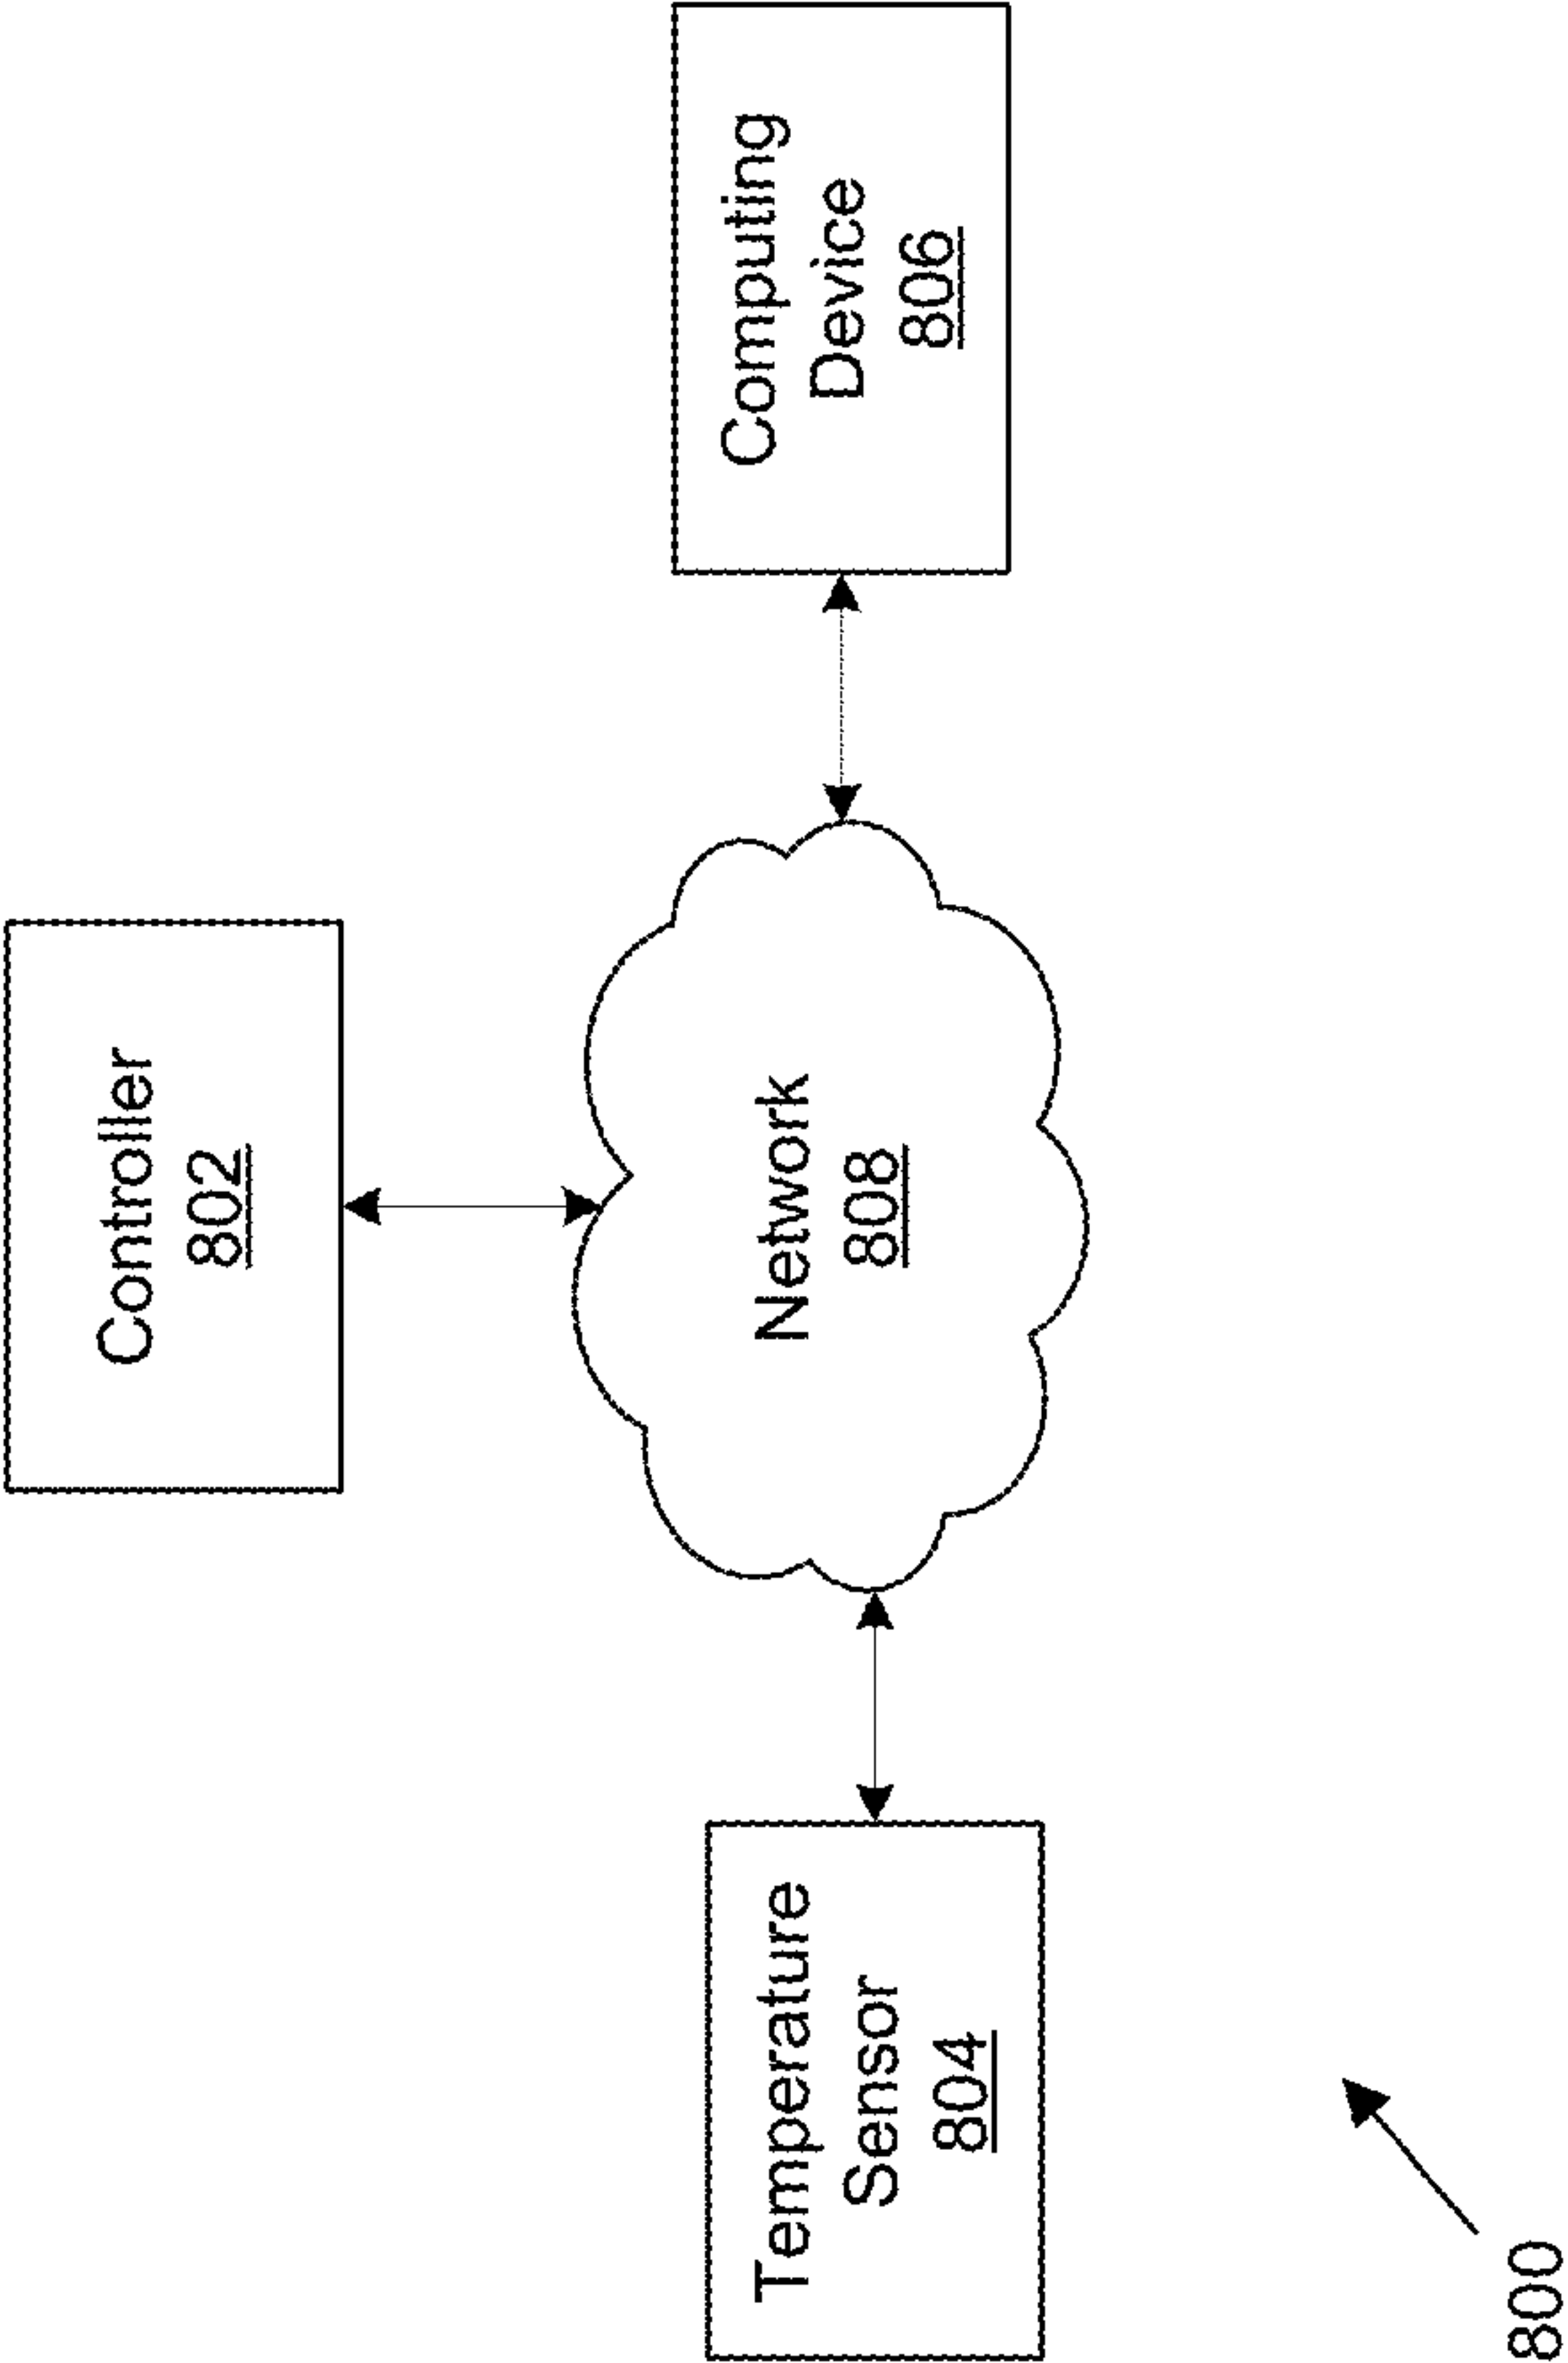 Controller
802
Temperature
Sensor
804
Network
808
Computing
Device
806
800